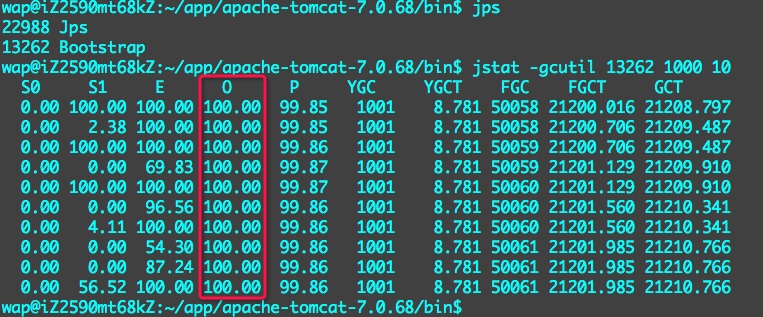 wap@iZ2590mt68kZ:~/app/apache-tomcat-7.0.68/bin$ jps
22988 Jps
13262 Bootstrap
wap@iZ2590mt68kZ:~/app/apache-tomcat-7.0.68/bin$ jstat -gcutil 13262 1000 10
S0 S1 E O P YGC YGCT FGC FGCT GCT
0.00 100.00 100.00 100.00 99.85 1001 8.781 50058 21200.016 21208.797
0.00 2.38 100.00 100.00 99.85 1001 8.781 50058 21200.706 21209.487
0.00 100.00 100.00 100.00 99.86 1001 8.781 50059 21200.706 21209.487
0.00 0.00 69.83 100.00 99.87 1001 8.781 50059 21201.129 21209.910
0.00 100.00 100.00 100.00 99.87 1001 8.781 50060 21201.129 21209.910
0.00 0.00 96.56 100.00 99.86 1001 8.781 50060 21201.560 21210.341
0.00 4.11 100.00 100.00 99.86 1001 8.781 50060 21201.560 21210.341
0.00 0.00 54.30 100.00 99.86 1001 8.781 50061 21201.985 21210.766
0.00 0.00 87.24 100.00 99.86 1001 8.781 50061 21201.985 21210.766
0.00 56.52 100.00 100.00 99.86 1001 8.781 50061 21201.985 21210.766
wap@iZ2590mt68kZ:~/app/apache-tomcat-7.0.68/bin$